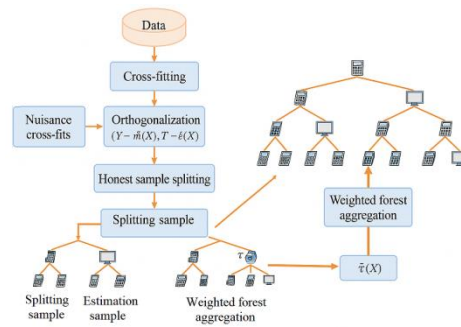 Data
Cross-fitting
Nuisance
cross-fits
Orthogonalization
(Y − m̂(X), T − ê(X)
Honest sample splitting
Splitting sample
Splitting
sample
Estimation
sample
τ
Weighted forest
aggregation
Weighted forest
aggregation
τ̄(X)